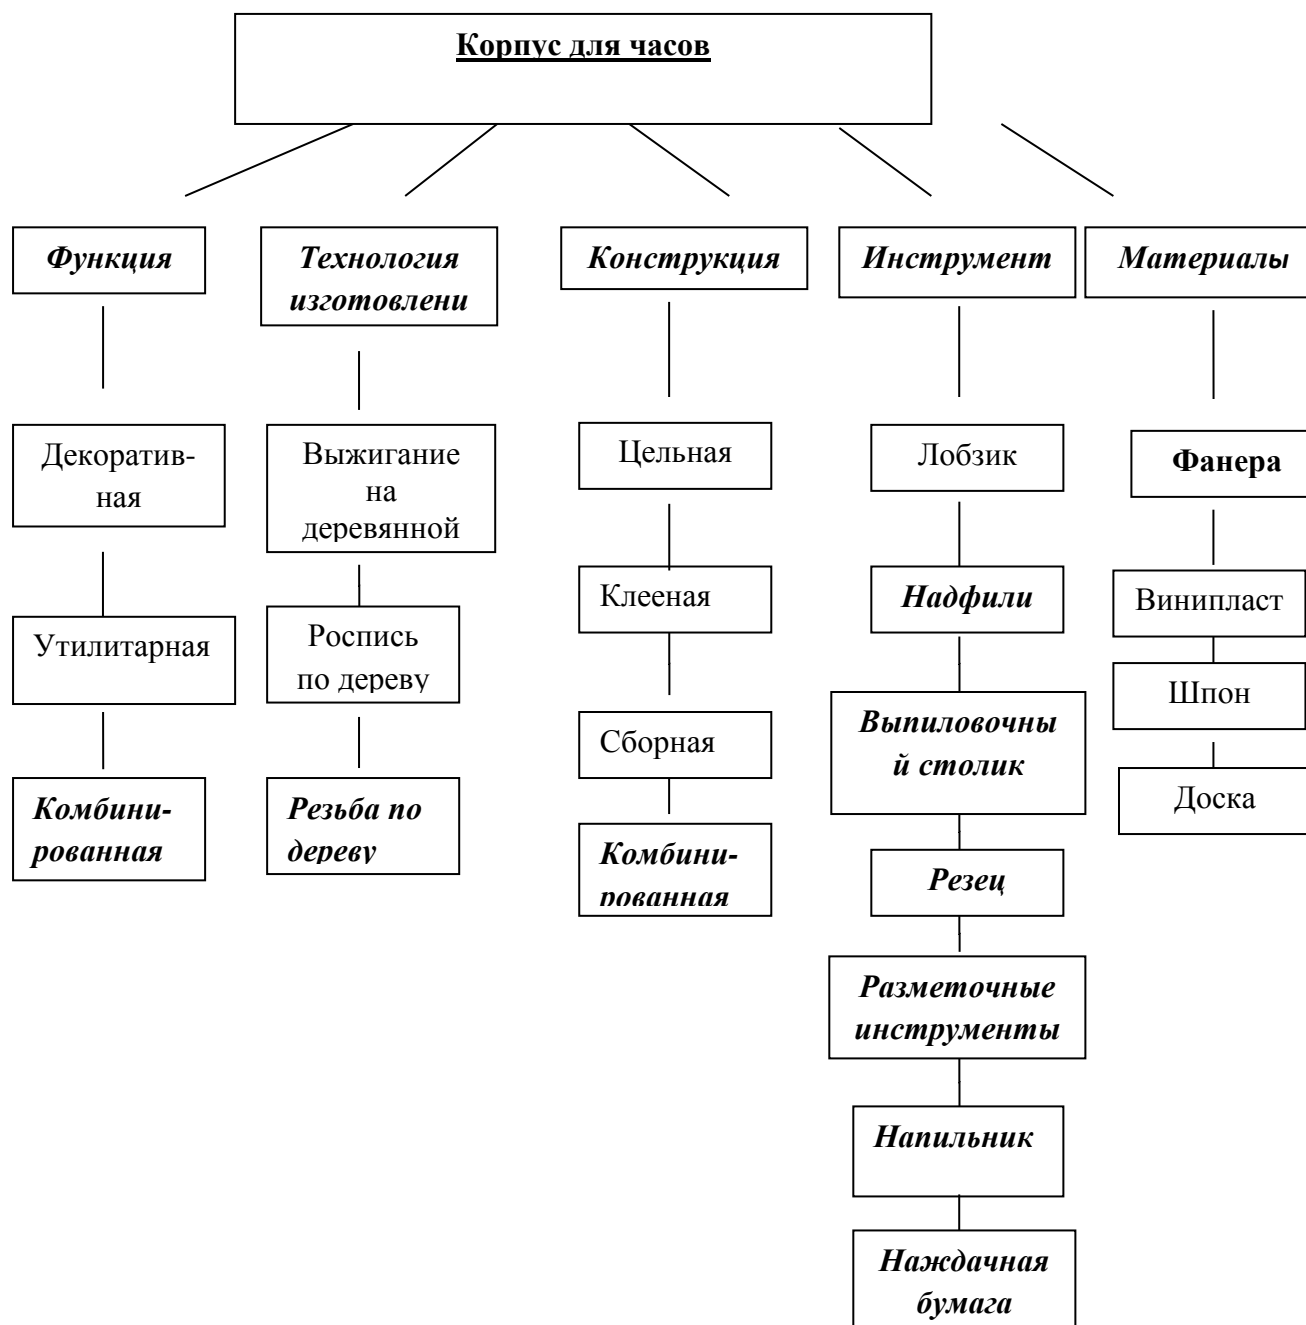 Корпус для часов
Функция
Технология
изготовлени
Конструкция
Инструмент
Материалы
Декоратив-
ная
Утилитарная
Комбини-
рованная
Выжигание
на
деревянной
Роспись
по дереву
Резьба по
дереву
Цельная
Клееная
Сборная
Комбини-
рованная
Лобзик
Надфили
Выпиловочны
й столик
Резец
Разметочные
инструменты
Напильник
Наждачная
бумага
Фанера
Винипласт
Шпон
Доска